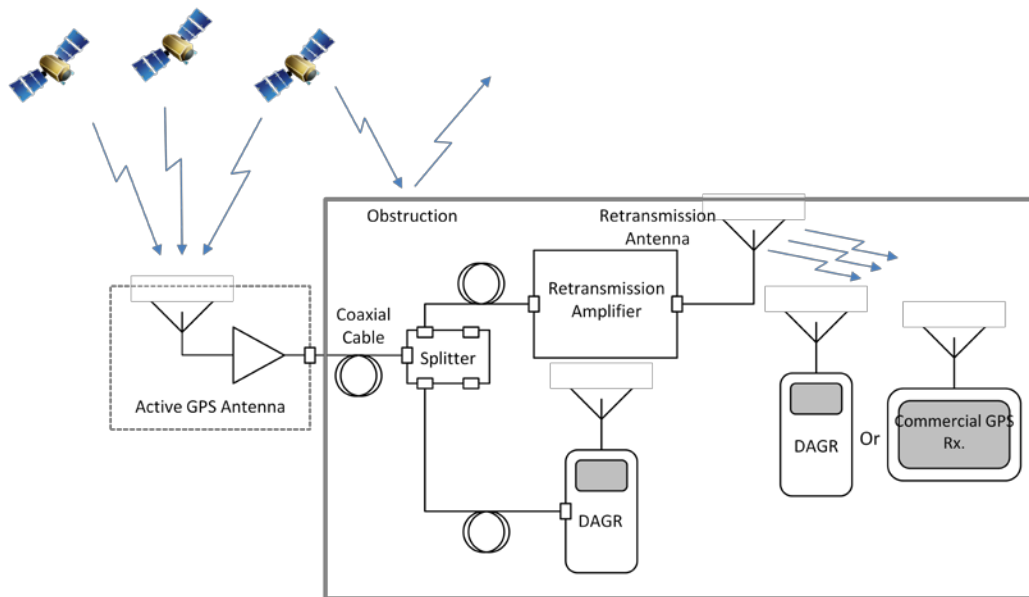 Obstruction
Retransmission
Antenna
Retransmission
Amplifier
Coaxial
Cable
Splitter
Active GPS Antenna
DAGR
DAGR
Or
Commercial GPS
Rx.